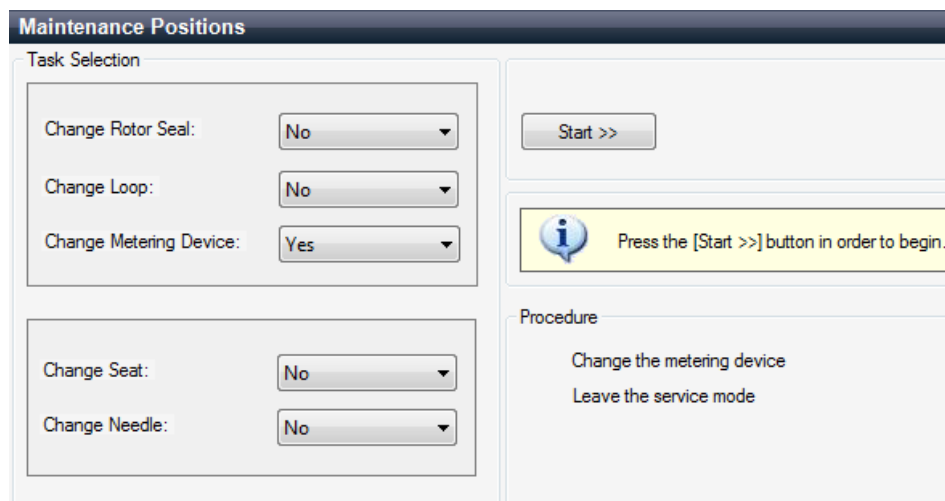 Maintenance Positions
Task Selection
Change Rotor Seal:
No
Change Loop:
No
Change Metering Device:
Yes
Change Seat:
No
Change Needle:
No
Start >>
Press the [Start >>] button in order to begin.
Procedure
Change the metering device
Leave the service mode